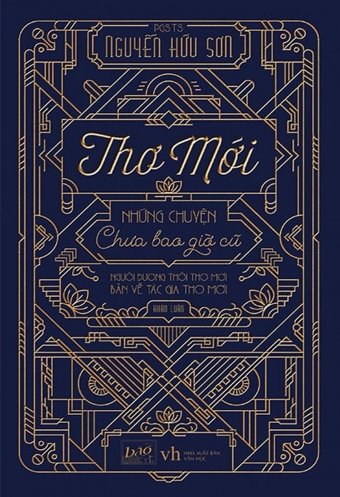 PGS.TS
NGUYỄN HỮU SƠN
Thơ Mới
NHỮNG CHUYỆN
Chưa bao giờ cũ
NGƯỜI ĐƯƠNG THỜI THƠ MỚI
BÀN VỀ TÁC GIA THƠ MỚI
KHẢO LUẬN
ĐÀO
vh
NHÀ XUẤT BẢN
VĂN HỌC